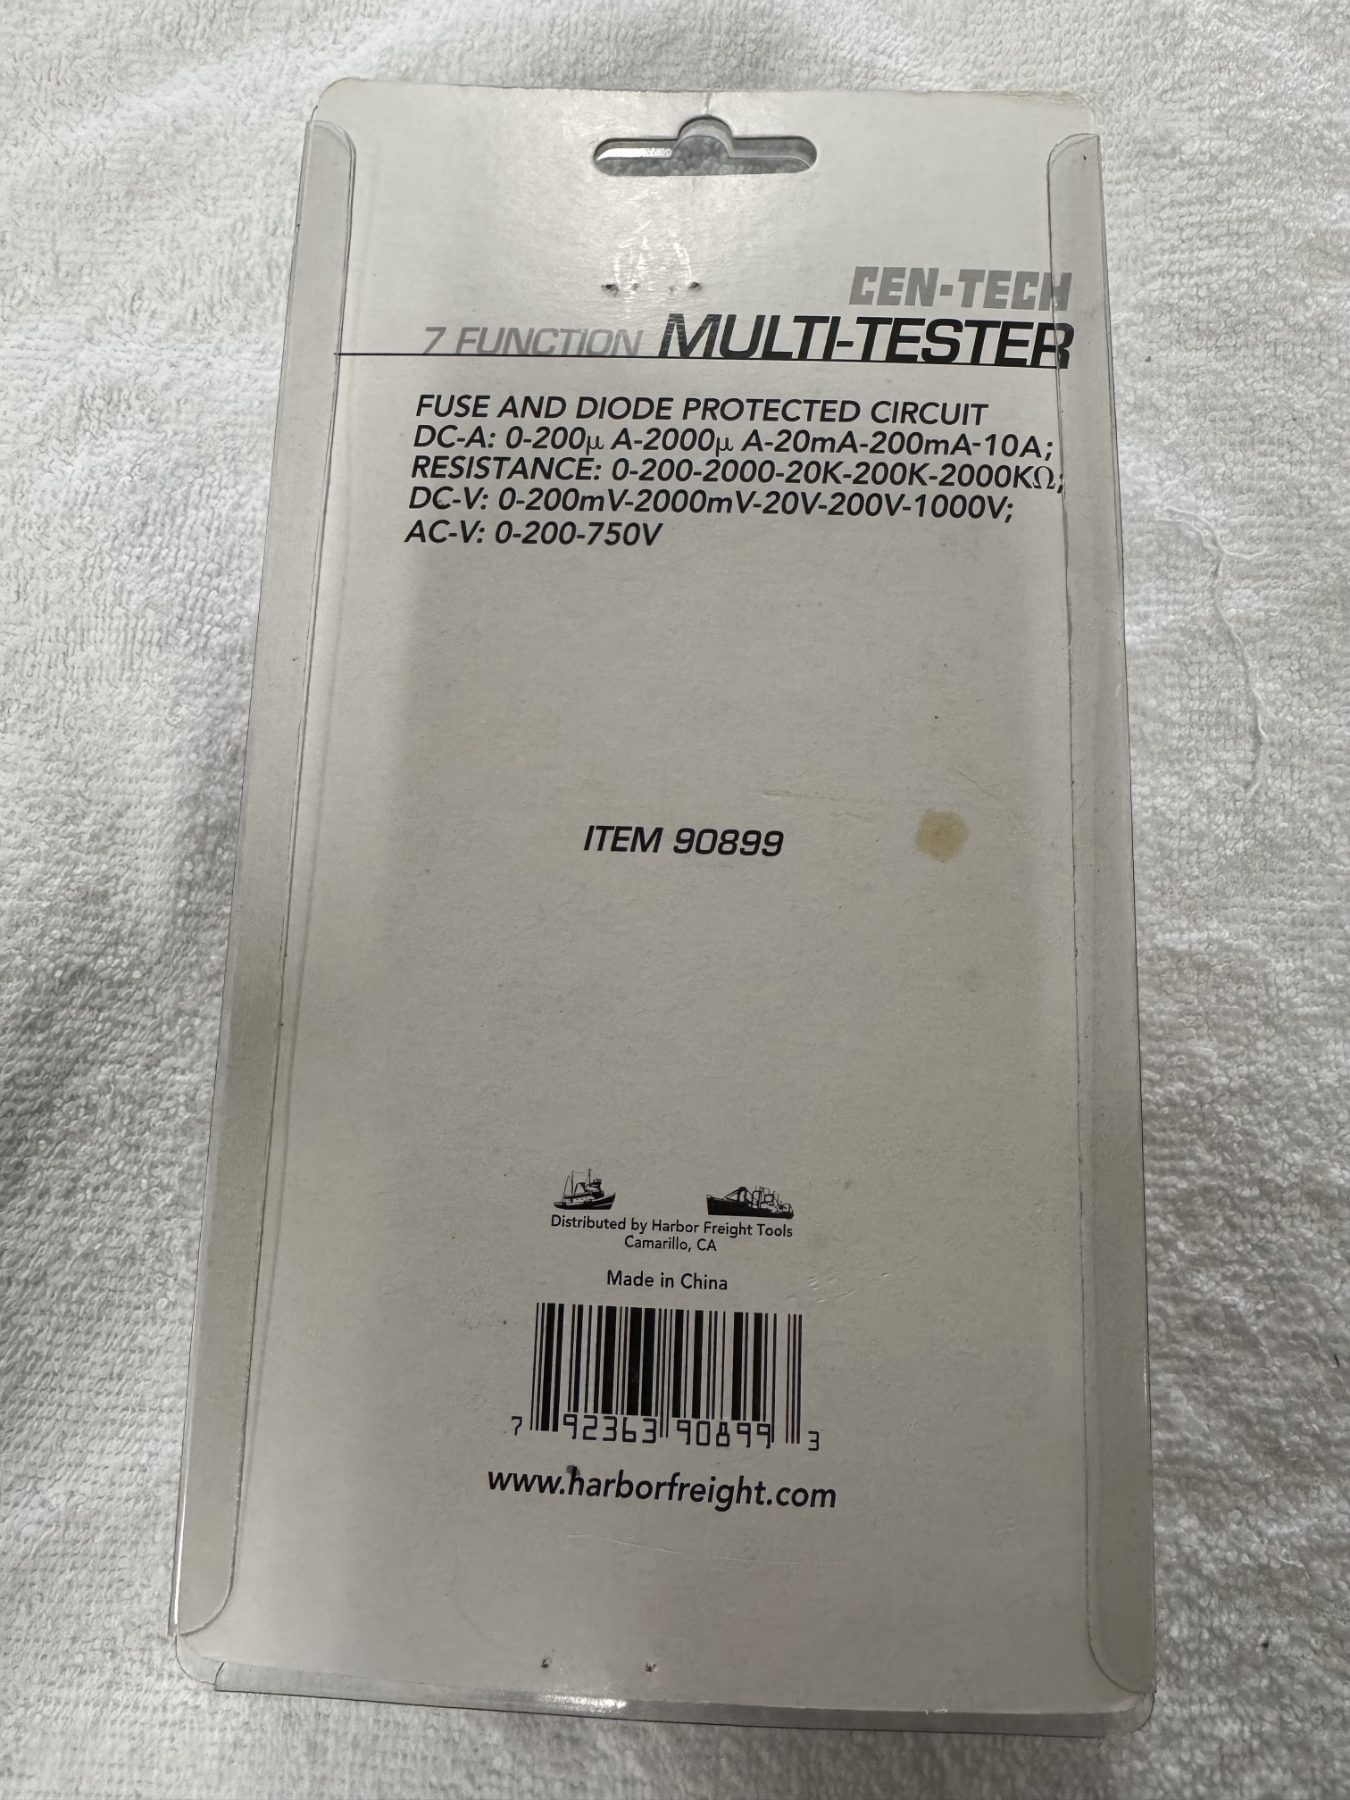 CEN-TECH
7 FUNCTION MULTI-TESTER
FUSE AND DIODE PROTECTED CIRCUIT
DC-A: 0-200µ A-2000µ A-20mA-200mA-10A;
RESISTANCE: 0-200-2000-20K-200K-2000KΩ;
DC-V: 0-200mV-2000mV-20V-200V-1000V;
AC-V: 0-200-750V
ITEM 90899
Distributed by Harbor Freight Tools
Camarillo, CA
Made in China
7 92363 90899 3
www.harborfreight.com